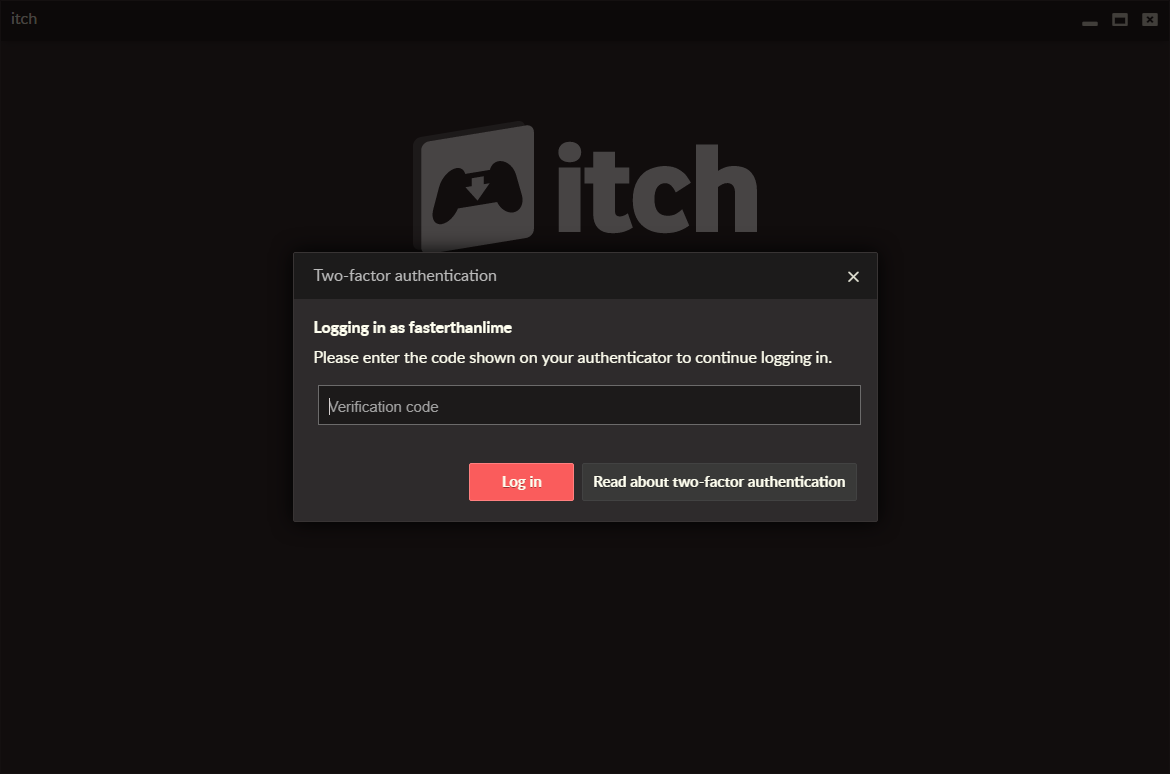 itch
itch
Two-factor authentication
Logging in as fasterthanlime
Please enter the code shown on your authenticator to continue logging in.
Verification code
Log in
Read about two-factor authentication